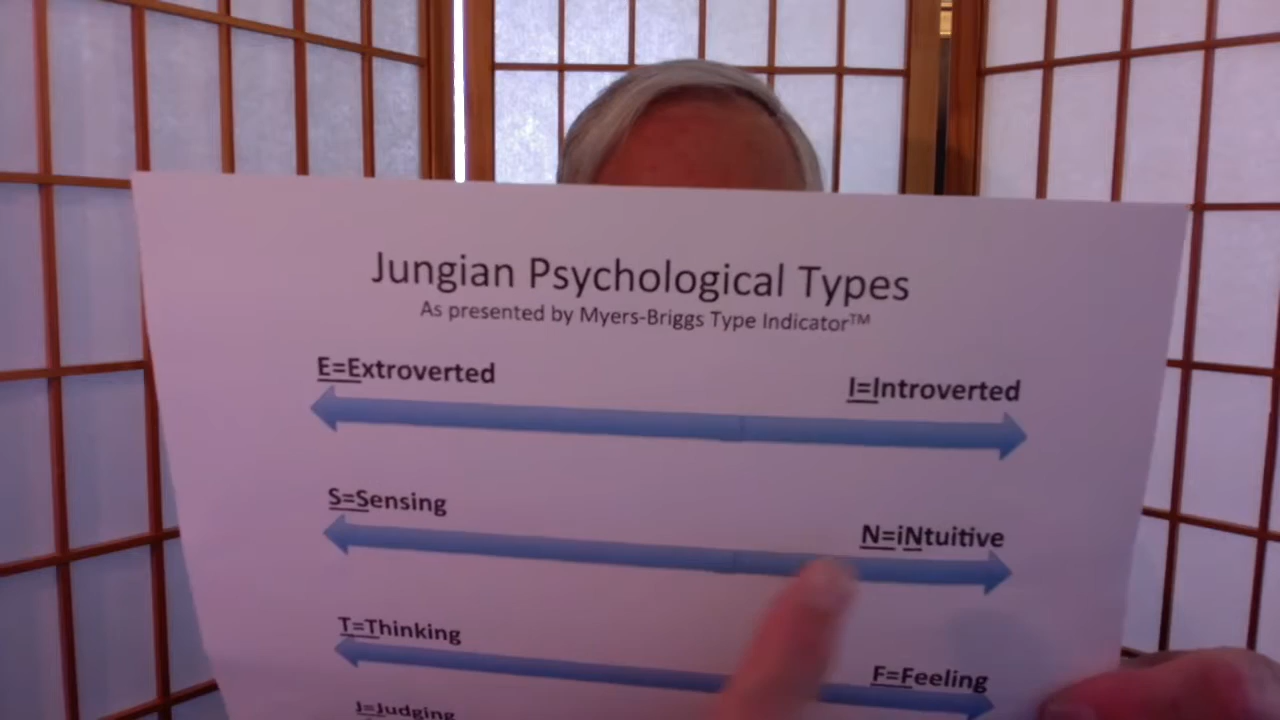 Jungian Psychological Types
As presented by Myers-Briggs Type Indicator™
E=Extroverted
I=Introverted
S=Sensing
N=iNtuitive
T=Thinking
F=Feeling
J=Judging